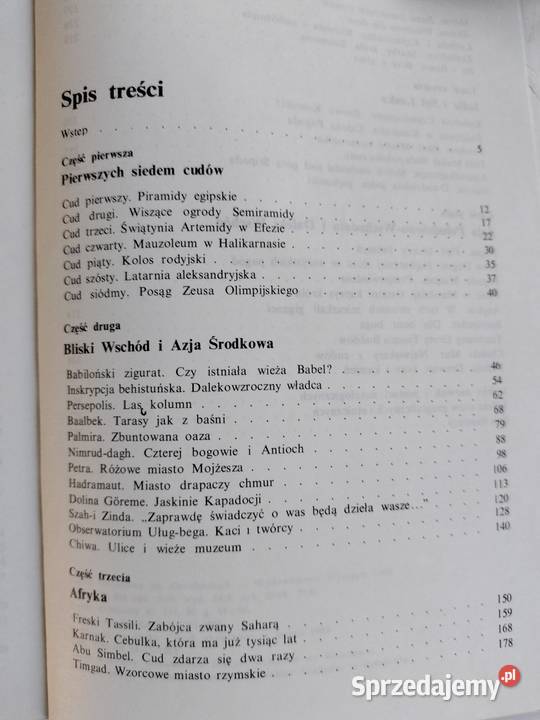 Spis treści
Wstęp . . . 5
Część pierwsza
Pierwszych siedem cudów
Cud pierwszy. Piramidy egipskie . . . 12
Cud drugi. Wiszące ogrody Semiramidy . . . 17
Cud trzeci. Świątynia Artemidy w Efezie . . . 22
Cud czwarty. Mauzoleum w Halikarnasie . . . 30
Cud piąty. Kolos rodyjski . . . 35
Cud szósty. Latarnia aleksandryjska . . . 37
Cud siódmy. Posąg Zeusa Olimpijskiego . . . 40
Część druga
Bliski Wschód i Azja Środkowa
Babiloński zigurat. Czy istniała wieża Babel? . . . 46
Inskrypcja behistuńska. Dalekowzroczny władca . . . 54
Persepolis. Las kolumn . . . 62
Baalbek. Tarasy jak z baśni . . . 68
Palmira. Zbuntowana oaza . . . 79
Nimrud-dagh. Czterej bogowie i Antioch . . . 88
Petra. Różowe miasto Mojżesza . . . 98
Hadramaut. Miasto drapaczy chmur . . . 106
Dolina Göreme. Jaskinie Kapadocji . . . 113
Szah-i Zinda. „Zaprawdę świadczyć o was będą dzieła wasze..." . . . 120
Obserwatorium Uług-bega. Kaci i twórcy . . . 128
Chiwa. Ulice i wieże muzeum . . . 140
Część trzecia
Afryka
Freski Tassili. Zabójca zwany Saharą . . . 150
Karnak. Cebulka, która ma już tysiąc lat . . . 159
Abu Simbel. Cud zdarza się dwa razy . . . 168
Timgad. Wzorcowe miasto rzymskie . . . 178
Sprzedajemy.pl